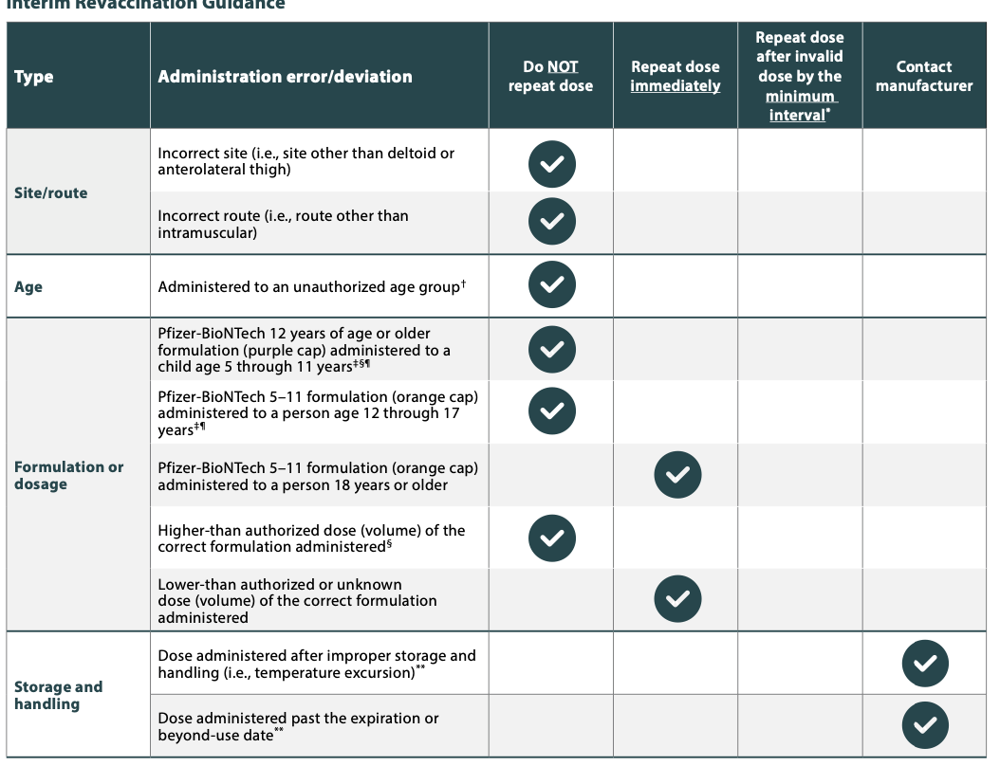 Interim Revaccination Guidance
Type
Administration error/deviation
Do NOT
repeat dose
Repeat dose
immediately
Repeat dose
after invalid
dose by the
minimum
interval*
Contact
manufacturer
Site/route
Incorrect site (i.e., site other than deltoid or
anterolateral thigh)
Incorrect route (i.e., route other than
intramuscular)
Age
Administered to an unauthorized age group†
Formulation or
dosage
Pfizer-BioNTech 12 years of age or older
formulation (purple cap) administered to a
child age 5 through 11 years‡§¶
Pfizer-BioNTech 5–11 formulation (orange cap)
administered to a person age 12 through 17
years‡¶
Pfizer-BioNTech 5–11 formulation (orange cap)
administered to a person 18 years or older
Higher-than authorized dose (volume) of the
correct formulation administered§
Lower-than authorized or unknown
dose (volume) of the correct formulation
administered
Storage and
handling
Dose administered after improper storage and
handling (i.e., temperature excursion)**
Dose administered past the expiration or
beyond-use date**